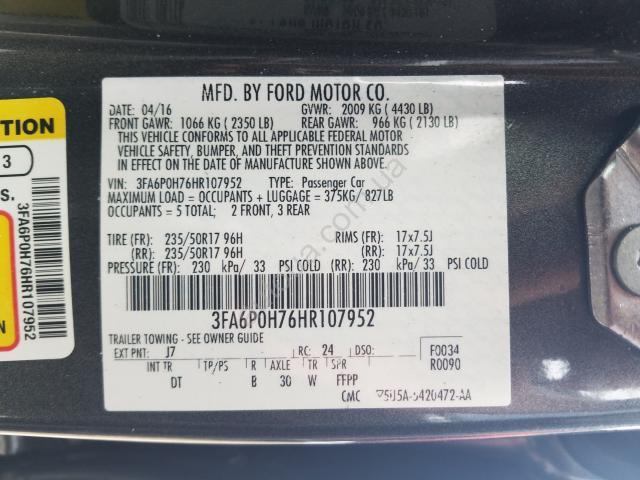 MFD. BY FORD MOTOR CO.
DATE: 04/16 GVWR: 2009 KG ( 4430 LB)
FRONT GAWR: 1066 KG ( 2350 LB) REAR GAWR: 966 KG ( 2130 LB)
THIS VEHICLE CONFORMS TO ALL APPLICABLE FEDERAL MOTOR
VEHICLE SAFETY, BUMPER, AND THEFT PREVENTION STANDARDS
IN EFFECT ON THE DATE OF MANUFACTURE SHOWN ABOVE.
VIN: 3FA6P0H76HR107952 TYPE: Passenger Car
MAXIMUM LOAD = OCCUPANTS + LUGGAGE = 375KG/ 827LB
OCCUPANTS = 5 TOTAL; 2 FRONT, 3 REAR
TIRE (FR): 235/50R17 96H RIMS (FR): 17x7.5J
(RR): 235/50R17 96H (RR): 17x7.5J
PRESSURE (FR): 230 kPa/ 33 PSI COLD (RR): 230 kPa/ 33 PSI COLD
3FA6P0H76HR107952
TRAILER TOWING - SEE OWNER GUIDE
EXT PNT: J7 RC: 24 DSO: F0034
R0090
INT TR TP/PS R AXLE TR SPR
DT B 30 W FFPP
CMC
TION
3
S.
3FA6P0H76HR107952
N